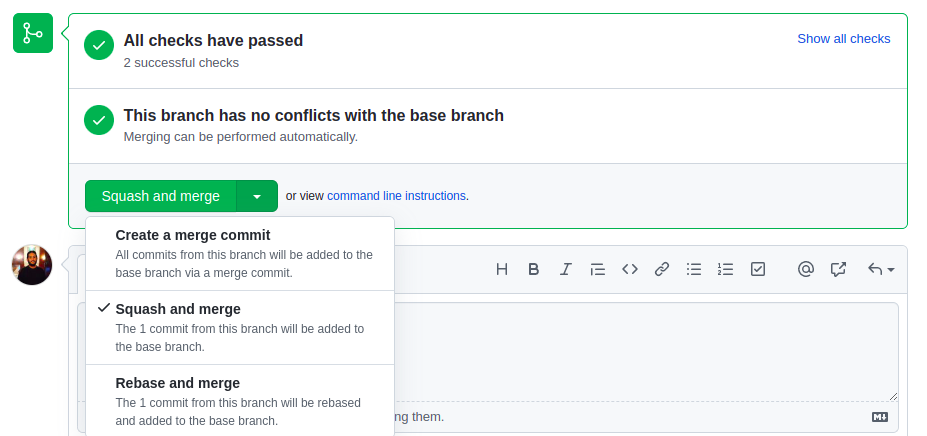 All checks have passed
Show all checks
2 successful checks
This branch has no conflicts with the base branch
Merging can be performed automatically.
Squash and merge
or view command line instructions.
Create a merge commit
All commits from this branch will be added to the
base branch via a merge commit.
Squash and merge
The 1 commit from this branch will be added to
the base branch.
Rebase and merge
The 1 commit from this branch will be rebased
and added to the base branch.
ng them.